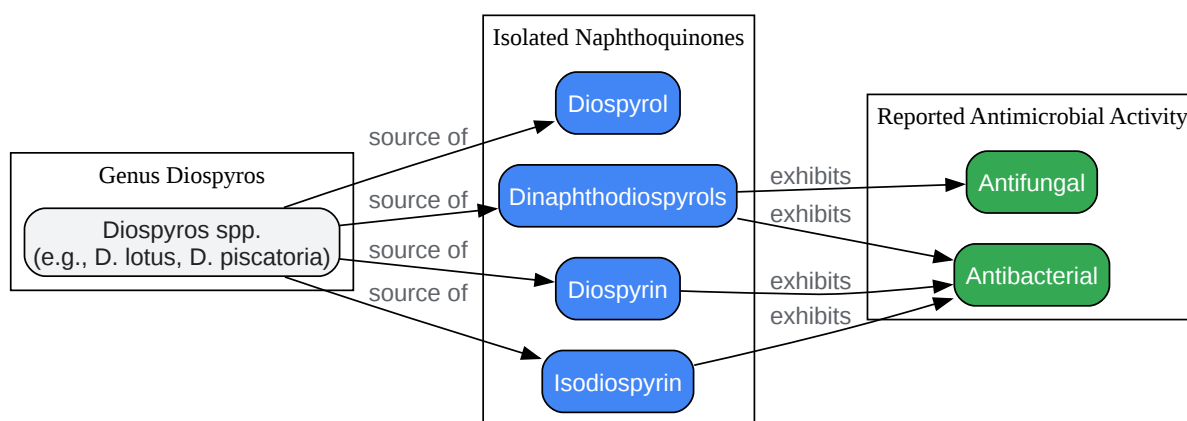 Genus Diospyros
Diospyros spp.
(e.g., D. lotus, D. piscatoria)
source of
source of
source of
source of
Isolated Naphthoquinones
Diospyrol
Dinaphthodiospyrols
Diospyrin
Isodiospyrin
exhibits
exhibits
exhibits
exhibits
Reported Antimicrobial Activity
Antifungal
Antibacterial